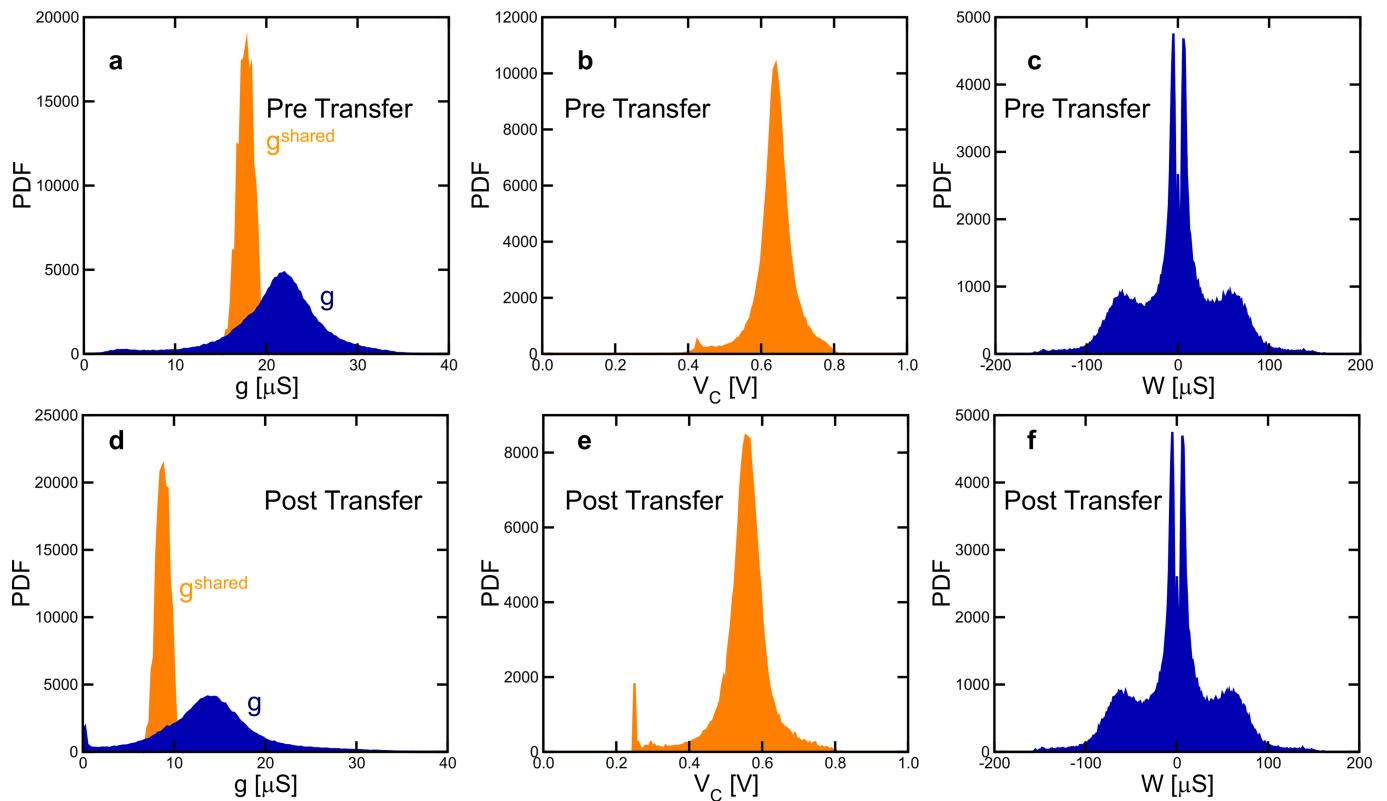 a
Pre Transfer
g^shared
g
PDF
20000
15000
10000
5000
0
0
10
20
30
40
g [μS]
b
Pre Transfer
PDF
12000
10000
8000
6000
4000
2000
0
0.0
0.2
0.4
0.6
0.8
1.0
V_C [V]
c
Pre Transfer
PDF
5000
4000
3000
2000
1000
0
-200
-100
0
100
200
W [μS]
d
Post Transfer
g^shared
g
PDF
25000
20000
15000
10000
5000
0
0
10
20
30
40
g [μS]
e
Post Transfer
PDF
8000
6000
4000
2000
0
0.0
0.2
0.4
0.6
0.8
1.0
V_C [V]
f
Post Transfer
PDF
5000
4000
3000
2000
1000
0
-200
-100
0
100
200
W [μS]